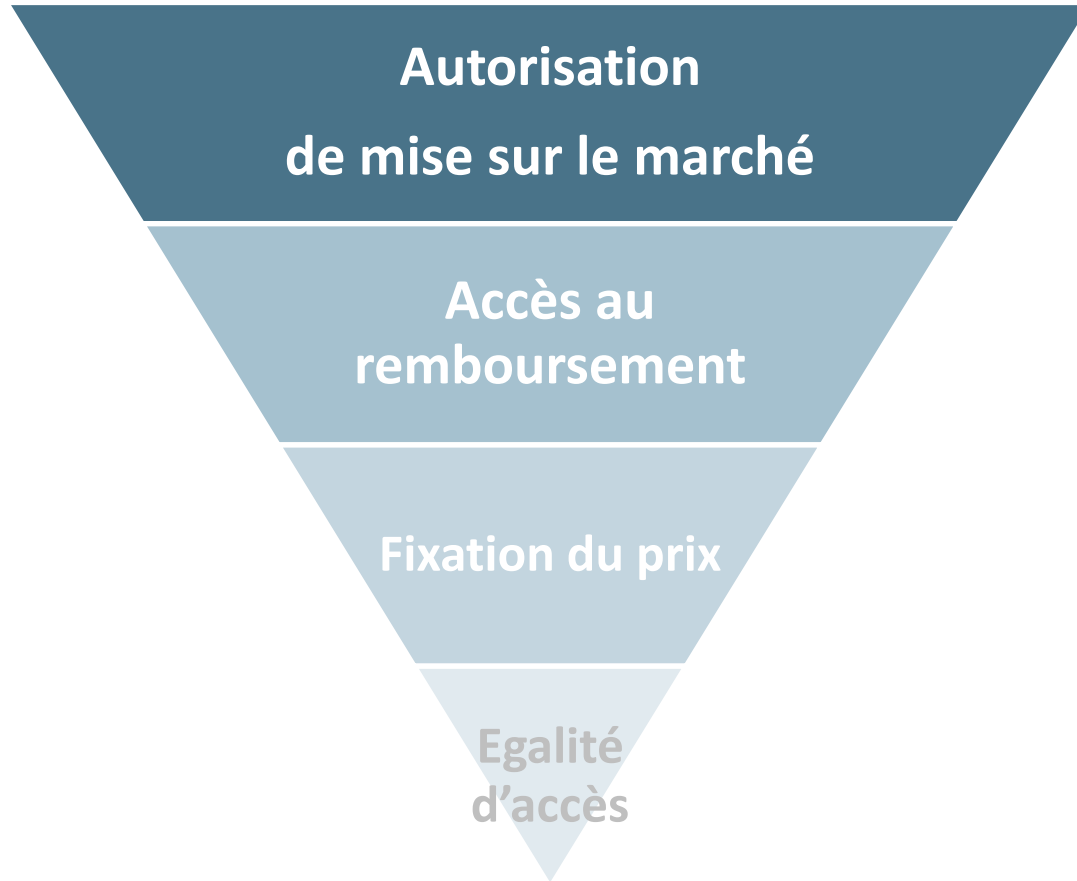 Autorisation
de mise sur le marché
Accès au
remboursement
Fixation du prix
Egalité
d’accès